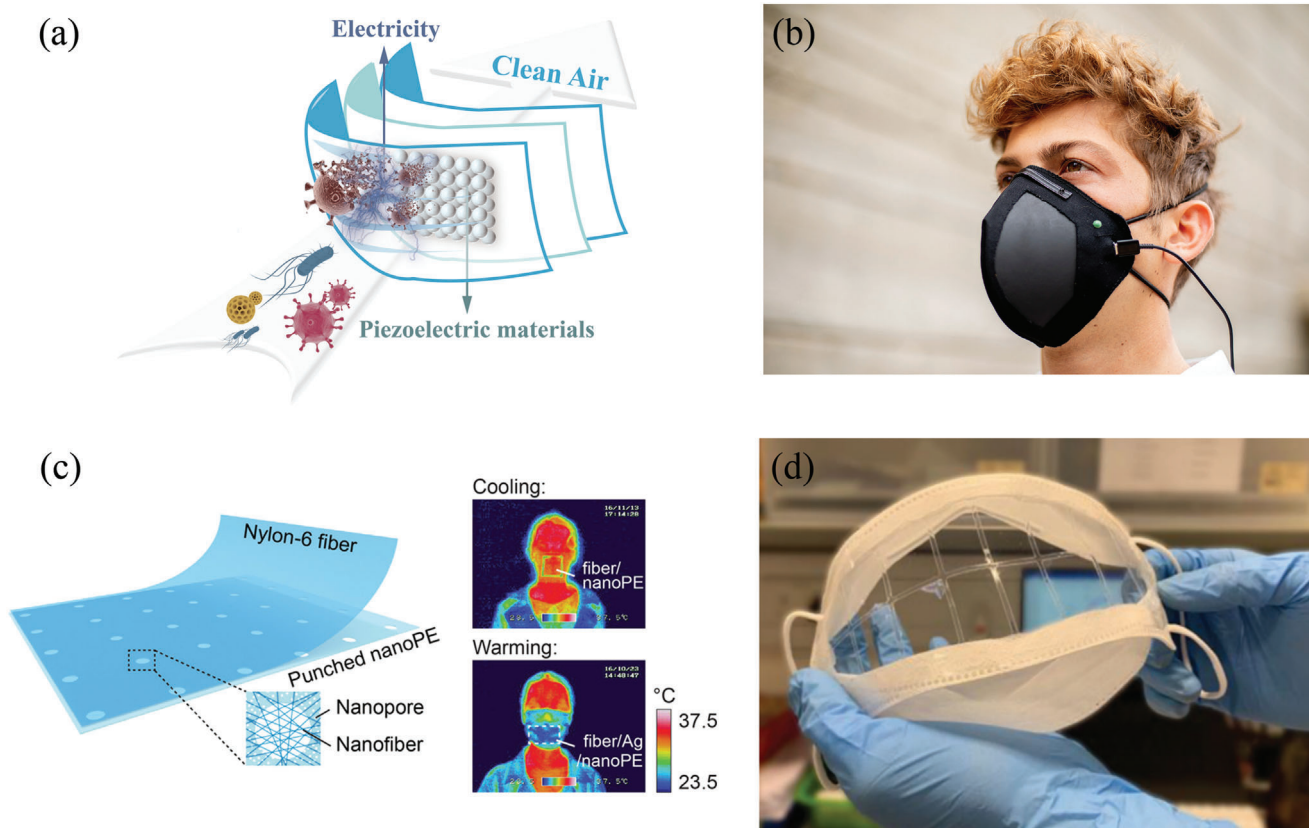 (a)
Electricity
Clean Air
Piezoelectric materials
(b)
(c)
Nylon-6 fiber
Punched nanoPE
Nanopore
Nanofiber
Cooling:
16/11/13
17:14:28
fiber/
nanoPE
Warming:
16/10/23
14:48:47
fiber/Ag
/nanoPE
°C
37.5
23.5
(d)